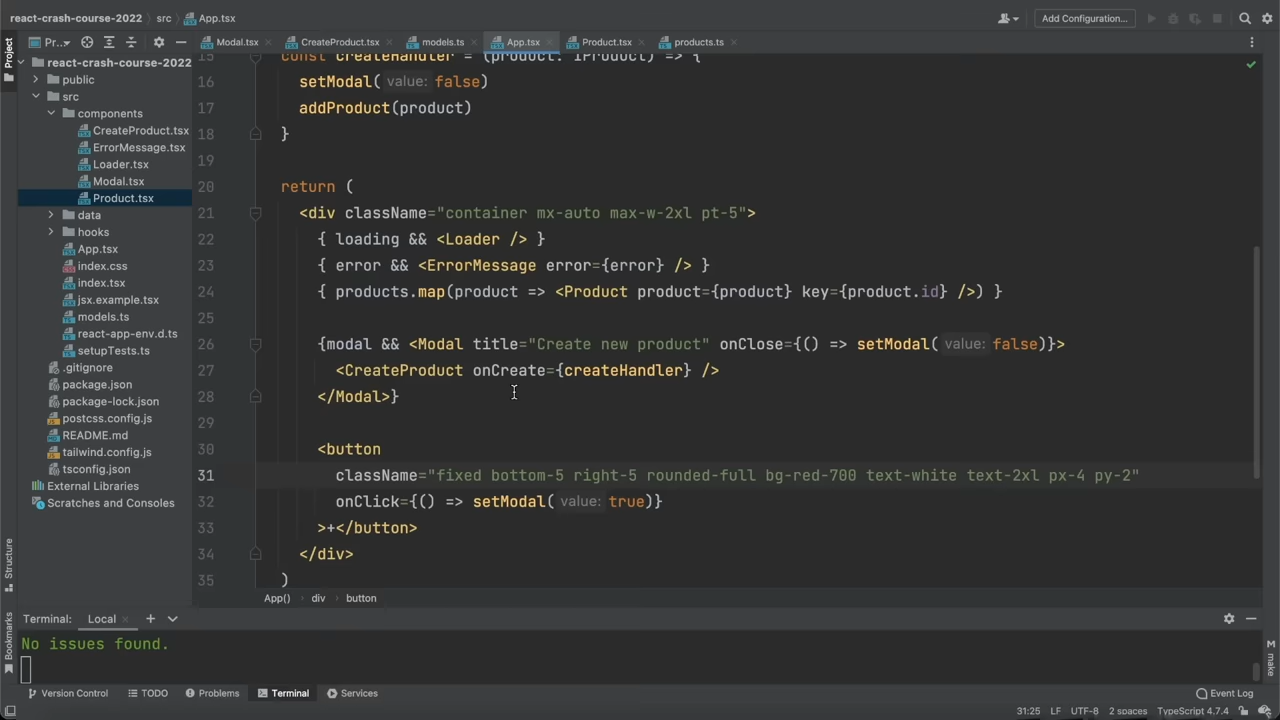 react-crash-course-2022 src App.tsx Add Configuration...
Project Pr... Modal.tsx CreateProduct.tsx models.ts App.tsx Product.tsx products.ts
react-crash-course-2022
public
src
components
CreateProduct.tsx
ErrorMessage.tsx
Loader.tsx
Modal.tsx
Product.tsx
data
hooks
App.tsx
index.css
index.tsx
jsx.example.tsx
models.ts
react-app-env.d.ts
setupTests.ts
.gitignore
package.json
package-lock.json
postcss.config.js
README.md
tailwind.config.js
tsconfig.json
External Libraries
Scratches and Consoles
15 const createHandler = (product: IProduct) => {
16 setModal( value: false)
17 addProduct(product)
18 }
19
20 return (
21 <div className="container mx-auto max-w-2xl pt-5">
22 { loading && <Loader /> }
23 { error && <ErrorMessage error={error} /> }
24 { products.map(product => <Product product={product} key={product.id} />) }
25
26 {modal && <Modal title="Create new product" onClose={() => setModal( value: false)}>
27 <CreateProduct onCreate={createHandler} />
28 </Modal>}
29
30 <button
31 className="fixed bottom-5 right-5 rounded-full bg-red-700 text-white text-2xl px-4 py-2"
32 onClick={() => setModal( value: true)}
33 >+</button>
34 </div>
35 )
App() div button
Structure
Bookmarks
Terminal: Local
No issues found.
make
Version Control TODO Problems Terminal Services Event Log
31:25 LF UTF-8 2 spaces TypeScript 4.7.4